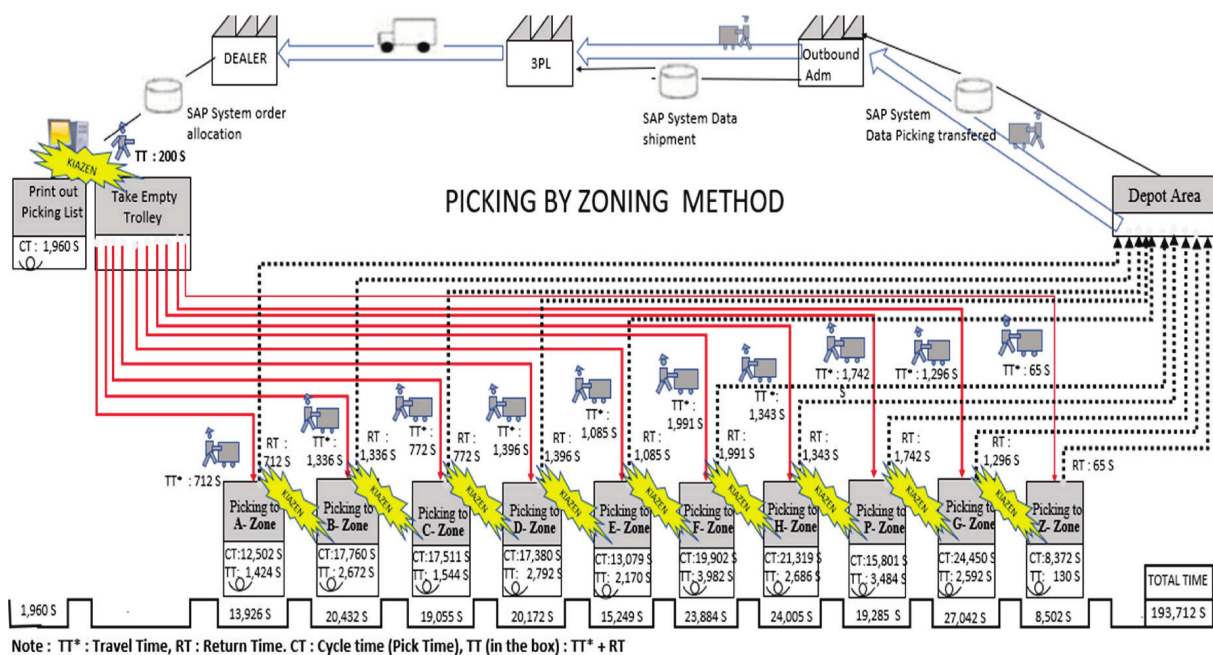 DEALER
3PL
Outbound
Adm
SAP System order
allocation
SAP System Data
shipment
SAP System
Data Picking transfered
KIAZEN
TT : 200 S
Print out
Picking List
CT : 1,960 S
Take Empty
Trolley
PICKING BY ZONING METHOD
Depot Area
TT* : 712 S
RT :
712 S
TT* :
1,336 S
RT :
1,336 S
TT* :
772 S
RT :
772 S
TT* :
1,396 S
RT :
1,396 S
TT* :
1,085 S
RT :
1,085 S
TT* :
1,991 S
RT :
1,991 S
TT* :
1,343 S
RT :
1,343 S
TT* : 1,742
S
RT :
1,742 S
TT* : 1,296 S
RT :
1,296 S
TT* : 65 S
RT : 65 S
KIAZEN
KIAZEN
KIAZEN
KIAZEN
KIAZEN
KIAZEN
KIAZEN
KIAZEN
KIAZEN
Picking to
A- Zone
CT:12,502 S
TT: 1,424 S
Picking to
B- Zone
CT:17,760 S
TT: 2,672 S
Picking to
C- Zone
CT:17,511 S
TT: 1,544 S
Picking to
D- Zone
CT:17,380 S
TT: 2,792 S
Picking to
E- Zone
CT:13,079 S
TT: 2,170 S
Picking to
F- Zone
CT:19,902 S
TT: 3,982 S
Picking to
H- Zone
CT:21,319 S
TT: 2,686 S
Picking to
P- Zone
CT:15,801 S
TT: 3,484 S
Picking to
G- Zone
CT:24,450 S
TT: 2,592 S
Picking to
Z- Zone
CT:8,372 S
TT: 130 S
1,960 S
13,926 S
20,432 S
19,055 S
20,172 S
15,249 S
23,884 S
24,005 S
19,285 S
27,042 S
8,502 S
TOTAL TIME
193,712 S
Note : TT* : Travel Time, RT : Return Time. CT : Cycle time (Pick Time), TT (in the box) : TT* + RT